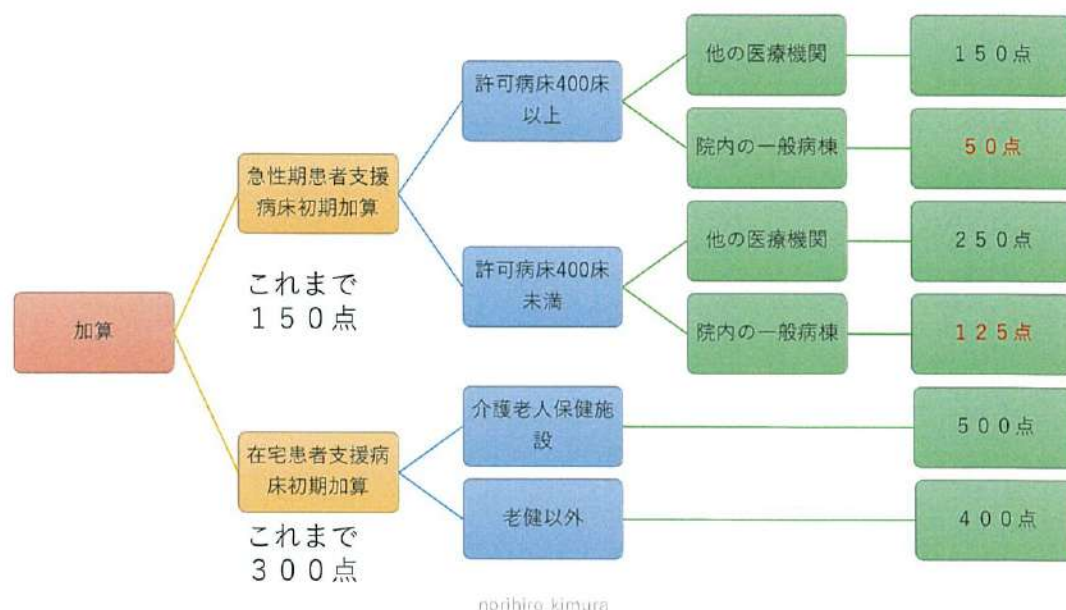 加算
急性期患者支援
病床初期加算
これまで
１５０点
許可病床400床
以上
他の医療機関
１５０点
院内の一般病棟
５０点
許可病床400床
未満
他の医療機関
２５０点
院内の一般病棟
１２５点
在宅患者支援病
床初期加算
これまで
３００点
介護老人保健施
設
５００点
老健以外
４００点
norihiro kimura